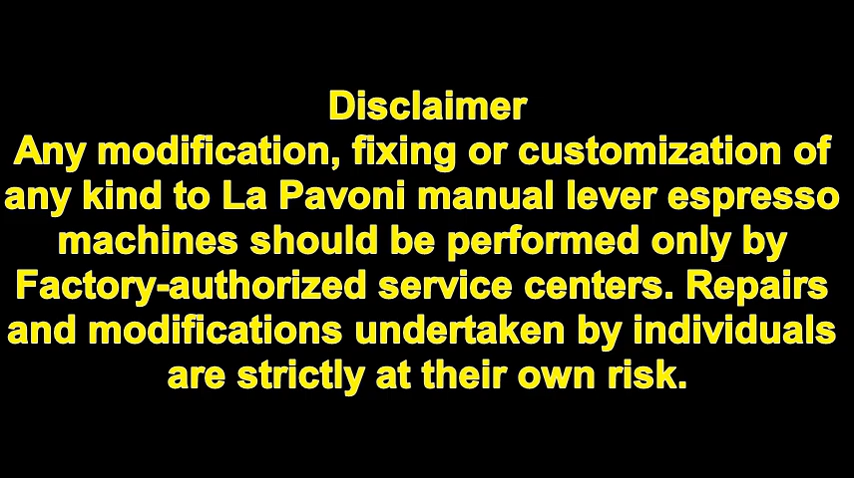 Disclaimer
Any modification, fixing or customization of
any kind to La Pavoni manual lever espresso
machines should be performed only by
Factory-authorized service centers. Repairs
and modifications undertaken by individuals
are strictly at their own risk.